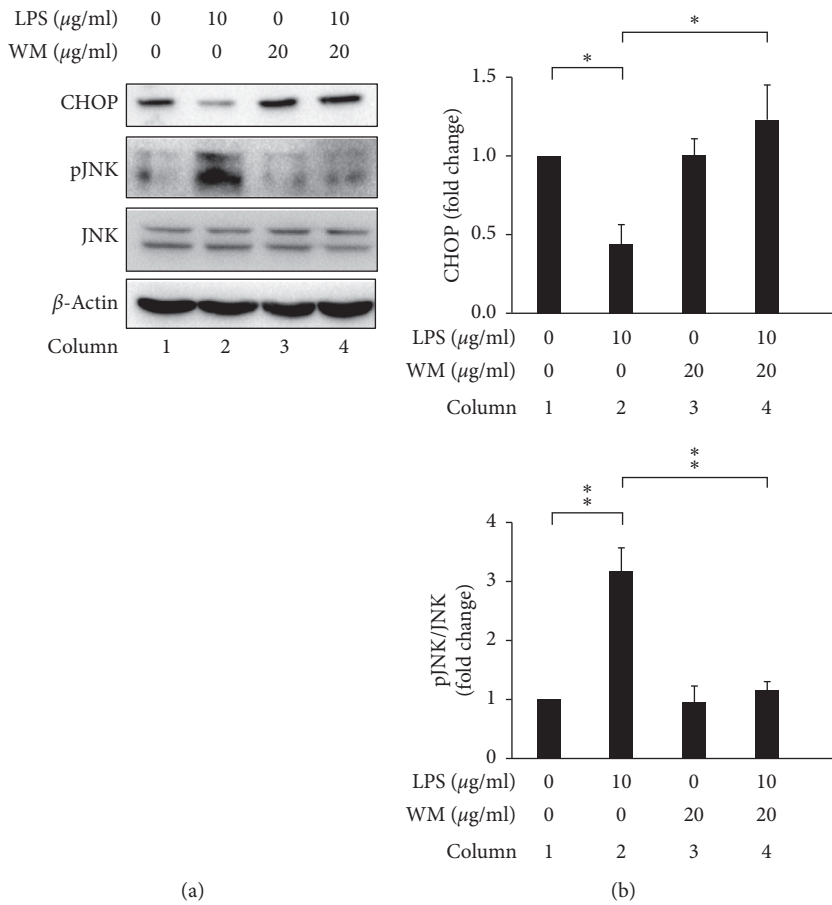 LPS (μg/ml) 0 10 0 10
WM (μg/ml) 0 0 20 20
CHOP
pJNK
JNK
β-Actin
Column 1 2 3 4
(a)
* *
CHOP (fold change)
1.5
1.0
0.5
0.0
LPS (μg/ml) 0 10 0 10
WM (μg/ml) 0 0 20 20
Column 1 2 3 4
** **
pJNK/JNK
(fold change)
4
3
2
1
0
LPS (μg/ml) 0 10 0 10
WM (μg/ml) 0 0 20 20
Column 1 2 3 4
(b)